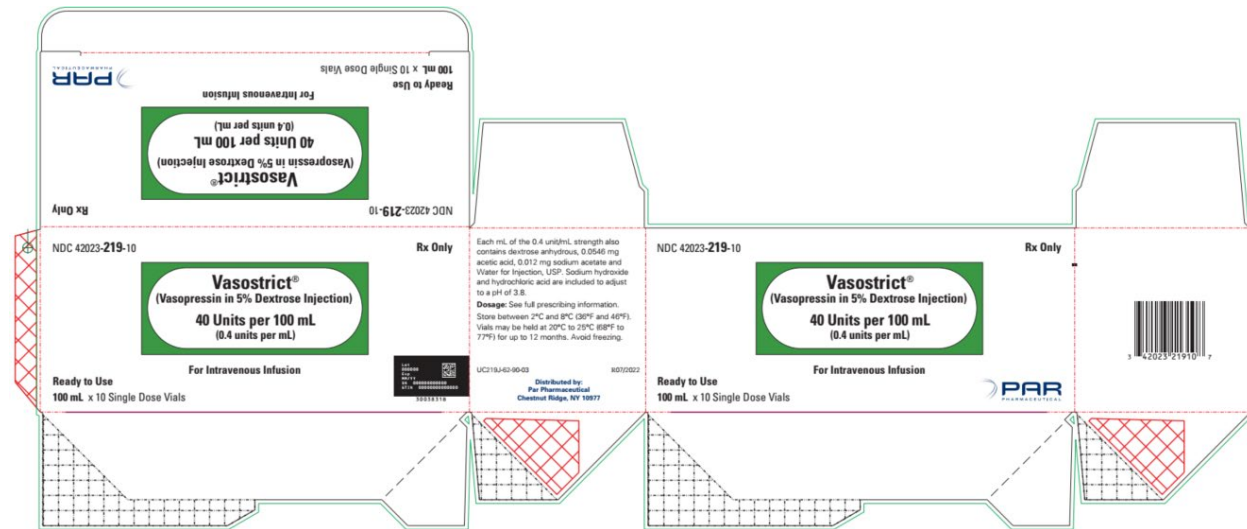 100 mL x 10 Single Dose Vials
Ready to Use
PAR
PHARMACEUTICAL
For Intravenous Infusion
(0.4 units per mL)
40 Units per 100 mL
(Vasopressin in 5% Dextrose Injection)
Vasostrict®
NDC 42023-219-10
Rx Only
NDC 42023-219-10
Rx Only
Vasostrict®
(Vasopressin in 5% Dextrose Injection)
40 Units per 100 mL
(0.4 units per mL)
For Intravenous Infusion
Ready to Use
100 mL x 10 Single Dose Vials
Lot
Exp
30038318
Each mL of the 0.4 unit/mL strength also
contains dextrose anhydrous, 0.0546 mg
acetic acid, 0.012 mg sodium acetate and
Water for Injection, USP. Sodium hydroxide
and hydrochloric acid are included to adjust
to a pH of 3.8.
Dosage: See full prescribing information.
Store between 2°C and 8°C (36°F and 46°F).
Vials may be held at 20°C to 25°C (68°F to
77°F) for up to 12 months. Avoid freezing.
UC219J-62-90-03
R07/2022
Distributed by:
Par Pharmaceutical
Chestnut Ridge, NY 10977
NDC 42023-219-10
Rx Only
Vasostrict®
(Vasopressin in 5% Dextrose Injection)
40 Units per 100 mL
(0.4 units per mL)
For Intravenous Infusion
Ready to Use
100 mL x 10 Single Dose Vials
PAR
PHARMACEUTICAL
3 42023 21910 7